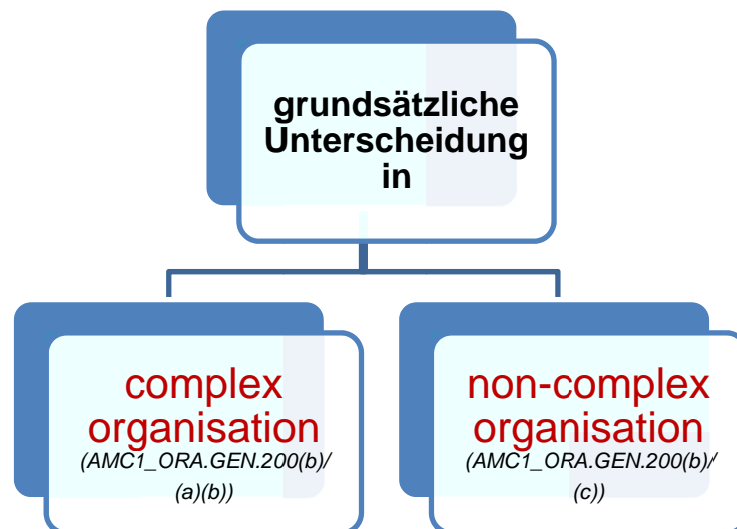 grundsätzliche
Unterscheidung
in
complex
organisation
(AMC1_ORA.GEN.200(b)/
(a)(b))
non-complex
organisation
(AMC1_ORA.GEN.200(b)/
(c))